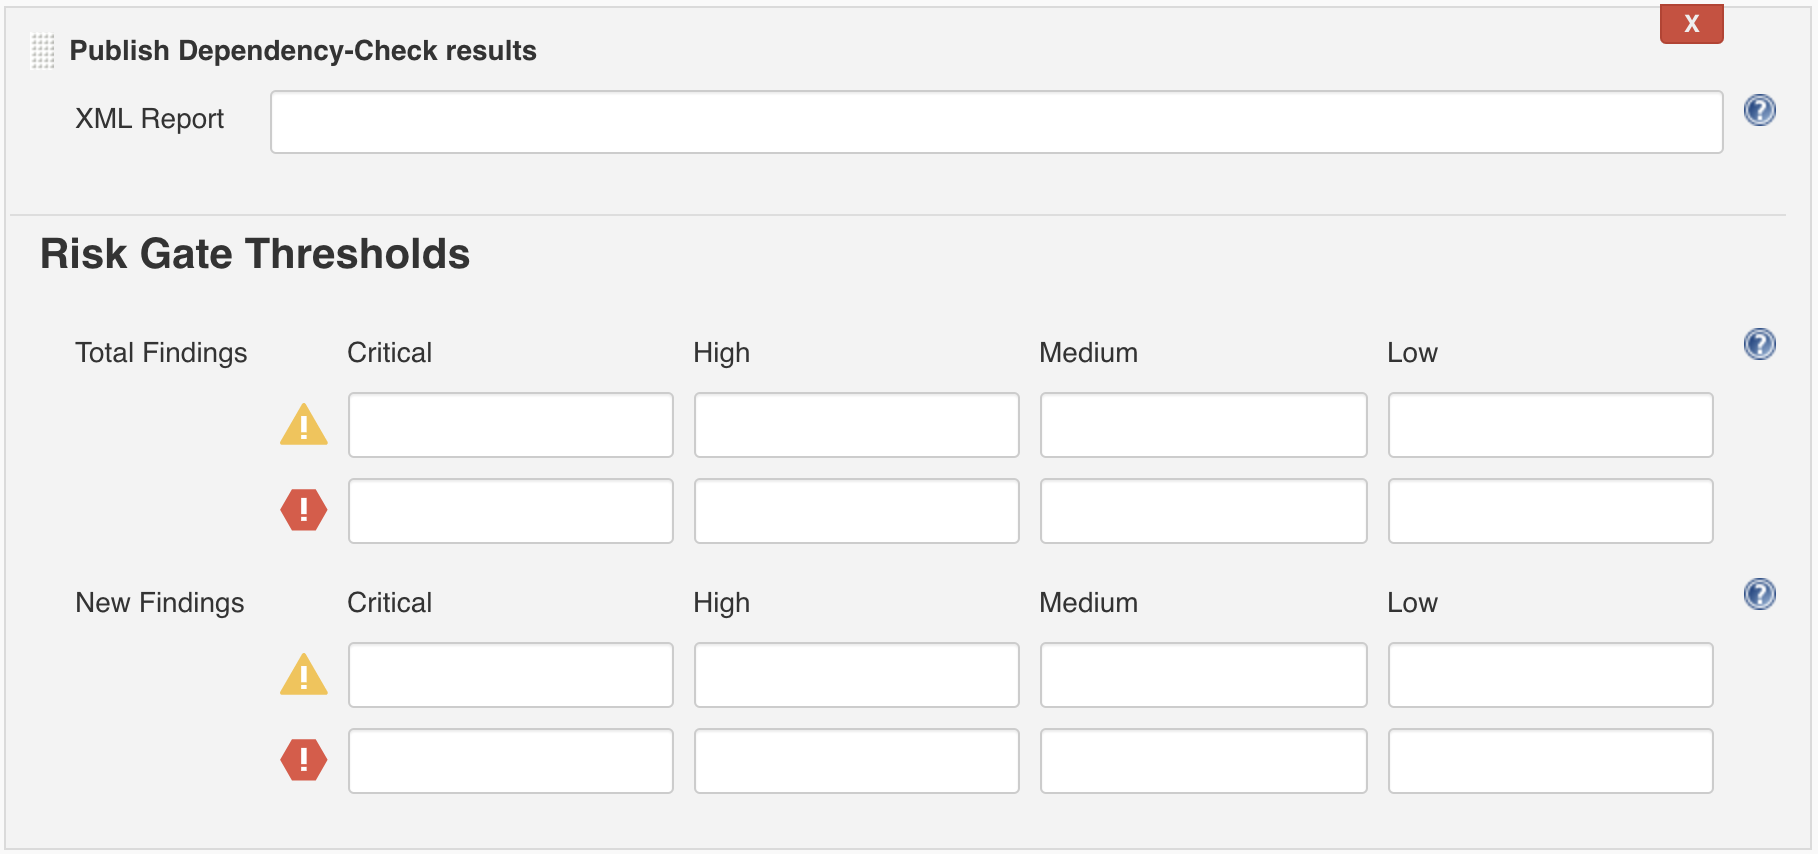 X
Publish Dependency-Check results
XML Report
?
Risk Gate Thresholds
Total Findings Critical High Medium Low ?
!
!
New Findings Critical High Medium Low ?
!
!